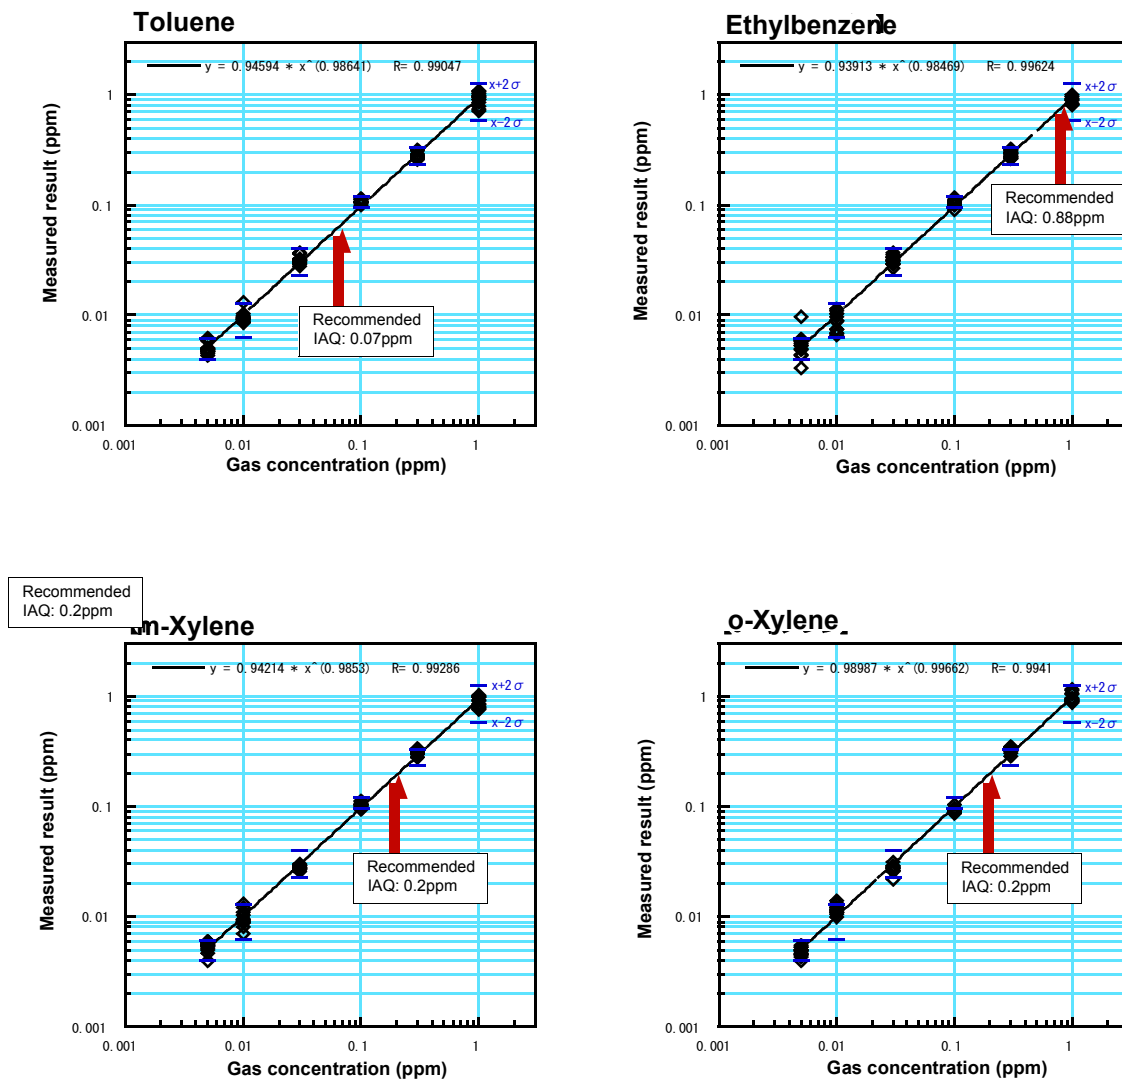 Toluene
y = 0.94594 * x^(0.98641) R= 0.99047
x+2σ
x-2σ
1
0.1
0.01
0.001
Measured result (ppm)
Recommended
IAQ: 0.07ppm
0.001
0.01
0.1
1
Gas concentration (ppm)
Ethylbenzene
y = 0.93913 * x^(0.98469) R= 0.99624
x+2σ
x-2σ
1
0.1
0.01
0.001
Measured result (ppm)
Recommended
IAQ: 0.88ppm
0.001
0.01
0.1
1
Gas concentration (ppm)
Recommended
IAQ: 0.2ppm
m-Xylene
y = 0.94214 * x^(0.9853) R= 0.99286
x+2σ
x-2σ
1
0.1
0.01
0.001
Measured result (ppm)
Recommended
IAQ: 0.2ppm
0.001
0.01
0.1
1
Gas concentration (ppm)
o-Xylene
y = 0.98987 * x^(0.99662) R= 0.9941
x+2σ
x-2σ
1
0.1
0.01
0.001
Measured result (ppm)
Recommended
IAQ: 0.2ppm
0.001
0.01
0.1
1
Gas concentration (ppm)